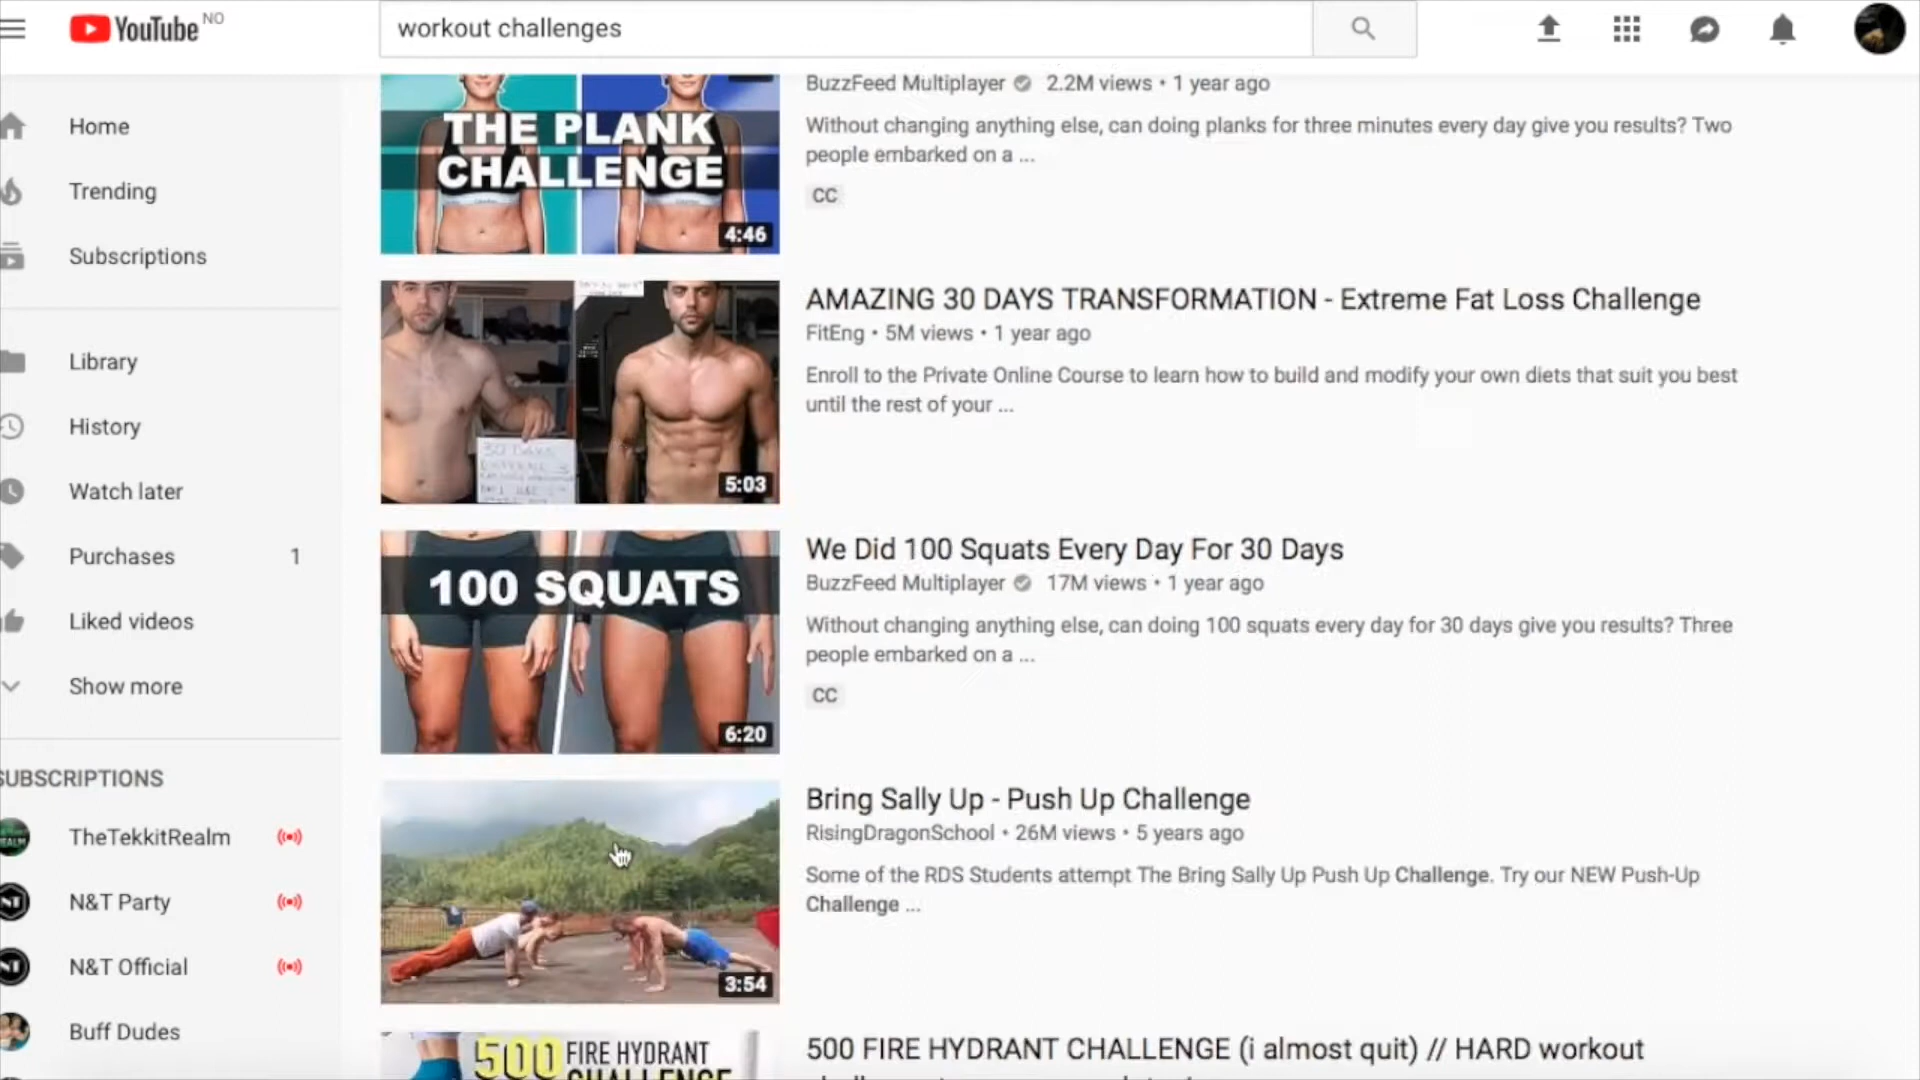 YouTube NO
workout challenges
Home
Trending
Subscriptions
Library
History
Watch later
Purchases 1
Liked videos
Show more
SUBSCRIPTIONS
TheTekkitRealm
N&T Party
N&T Official
Buff Dudes
THE PLANK
CHALLENGE
4:46
BuzzFeed Multiplayer 2.2M views • 1 year ago
Without changing anything else, can doing planks for three minutes every day give you results? Two
people embarked on a ...
CC
30 DAYS
5:03
AMAZING 30 DAYS TRANSFORMATION - Extreme Fat Loss Challenge
FitEng • 5M views • 1 year ago
Enroll to the Private Online Course to learn how to build and modify your own diets that suit you best
until the rest of your ...
100 SQUATS
6:20
We Did 100 Squats Every Day For 30 Days
BuzzFeed Multiplayer 17M views • 1 year ago
Without changing anything else, can doing 100 squats every day for 30 days give you results? Three
people embarked on a ...
CC
3:54
Bring Sally Up - Push Up Challenge
RisingDragonSchool • 26M views • 5 years ago
Some of the RDS Students attempt The Bring Sally Up Push Up Challenge. Try our NEW Push-Up
Challenge ...
500 FIRE HYDRANT
CHALLENGE
500 FIRE HYDRANT CHALLENGE (i almost quit) // HARD workout